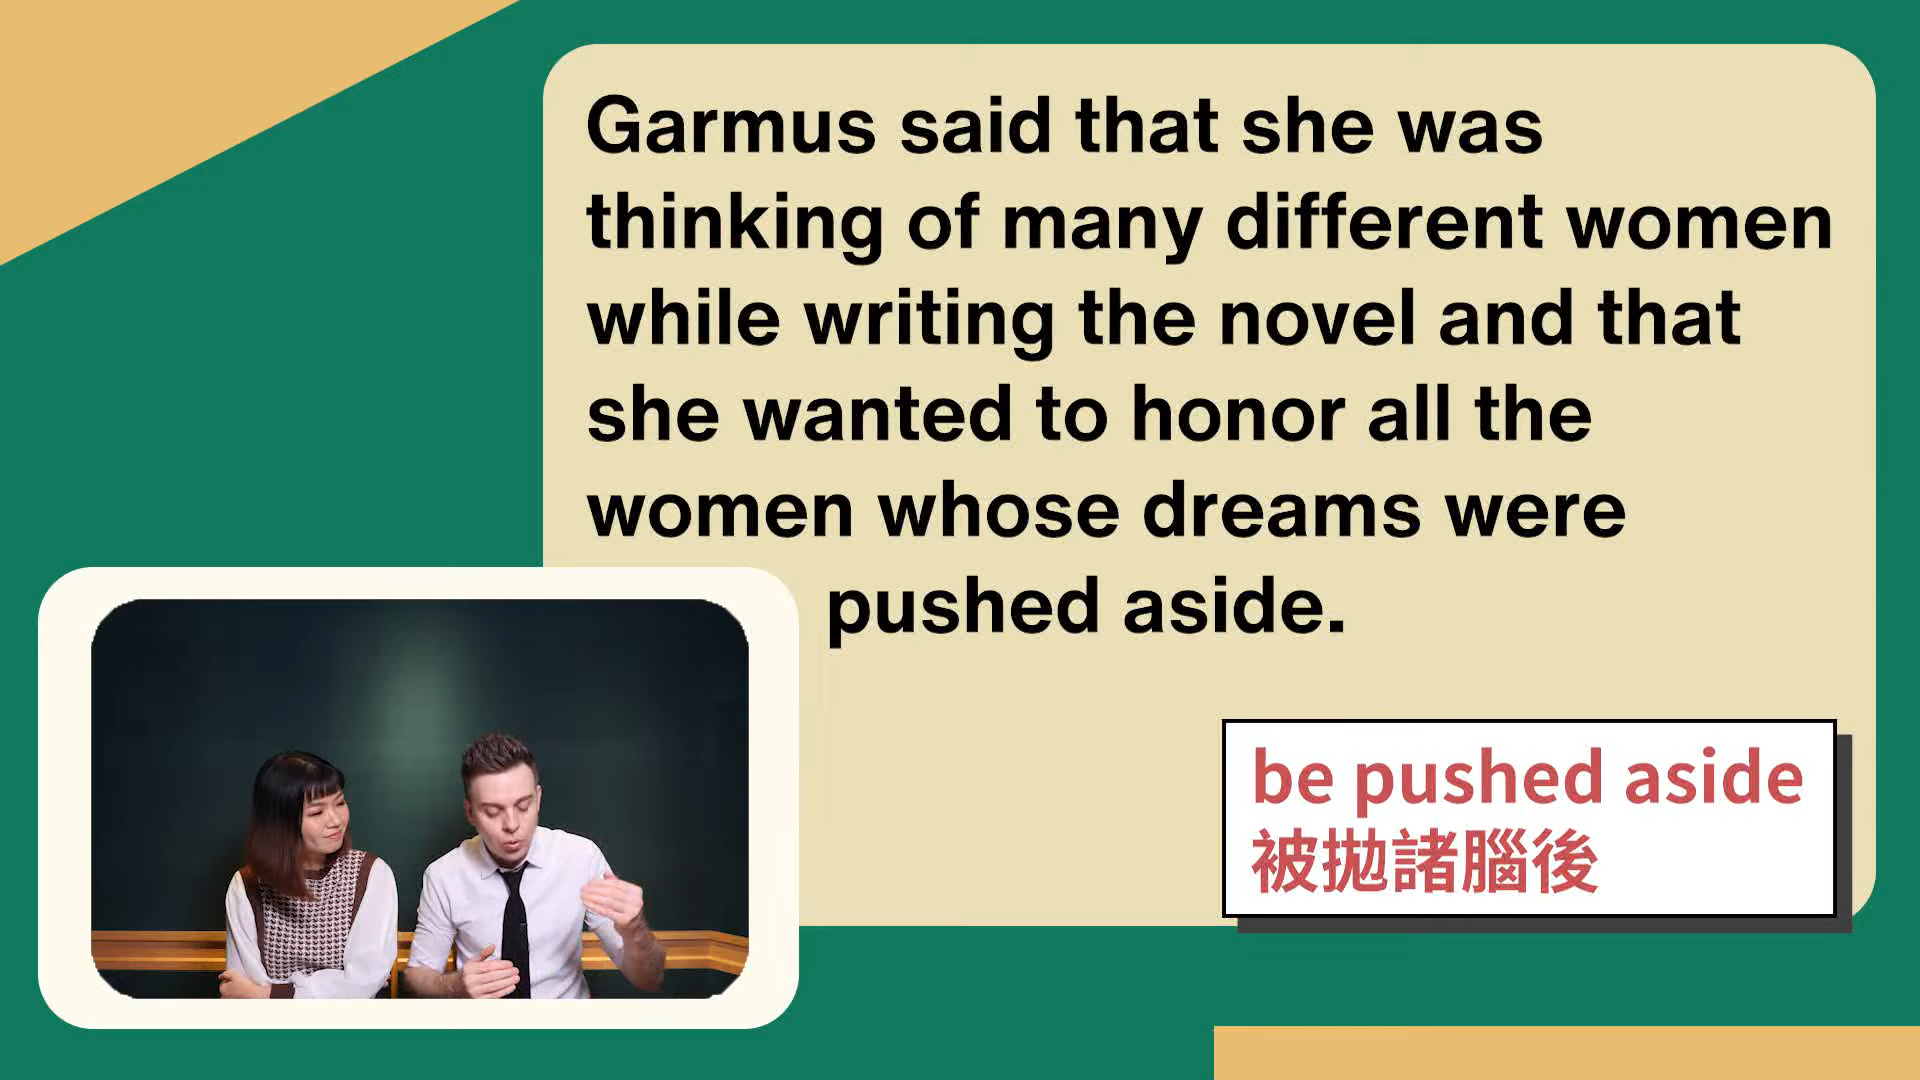 Garmus said that she was
thinking of many different women
while writing the novel and that
she wanted to honor all the
women whose dreams were
pushed aside.
be pushed aside
被拋諸腦後